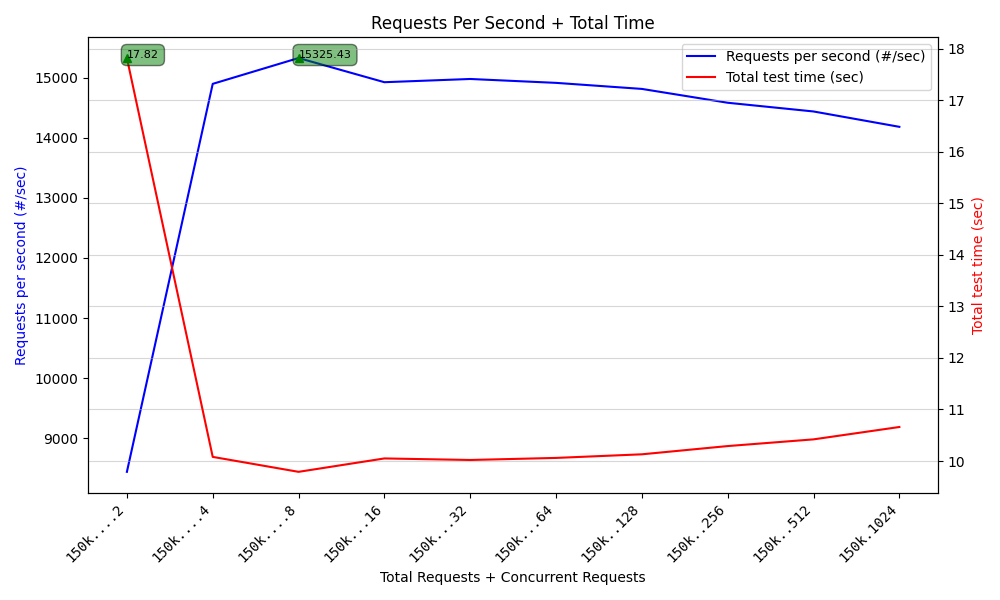 Requests Per Second + Total Time
17.82
15325.43
Requests per second (#/sec)
Total test time (sec)
15000
14000
13000
12000
11000
10000
9000
Requests per second (#/sec)
18
17
16
15
14
13
12
11
10
Total test time (sec)
150k....2
150k....4
150k....8
150k...16
150k...32
150k...64
150k..128
150k..256
150k..512
150k.1024
Total Requests + Concurrent Requests